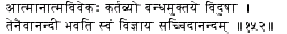 आत्मानात्मविवेकः कर्तव्यो बन्धमुक्तये विदुषा ।
तेनैवानन्दी भवति स्वं विज्ञाय सच्चिदानन्दम् ॥१५२॥